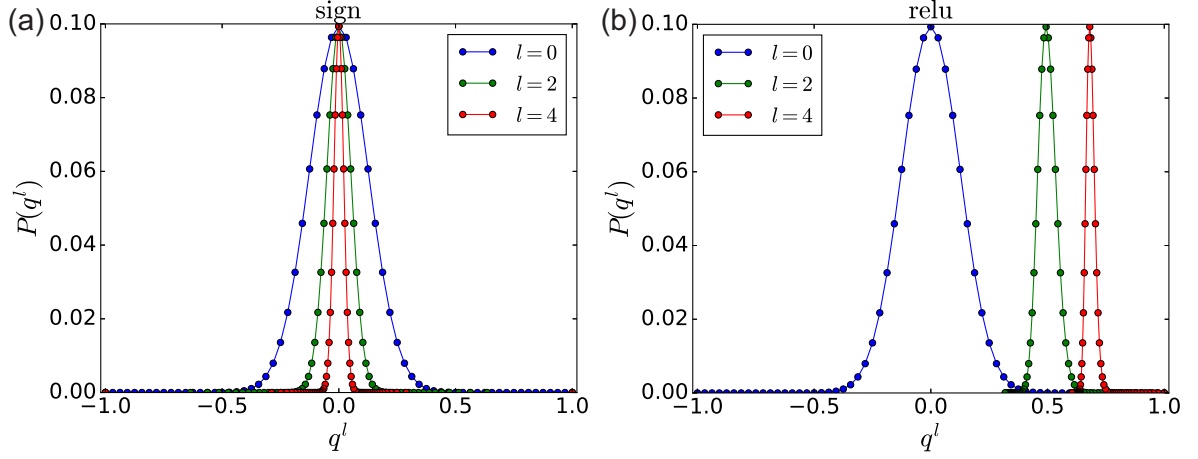 (a)
sign
l = 0
l = 2
l = 4
P(q^l)
0.10
0.08
0.06
0.04
0.02
0.00
−1.0 −0.5 0.0 0.5 1.0
q^l
(b)
relu
l = 0
l = 2
l = 4
P(q^l)
0.10
0.08
0.06
0.04
0.02
0.00
−1.0 −0.5 0.0 0.5 1.0
q^l